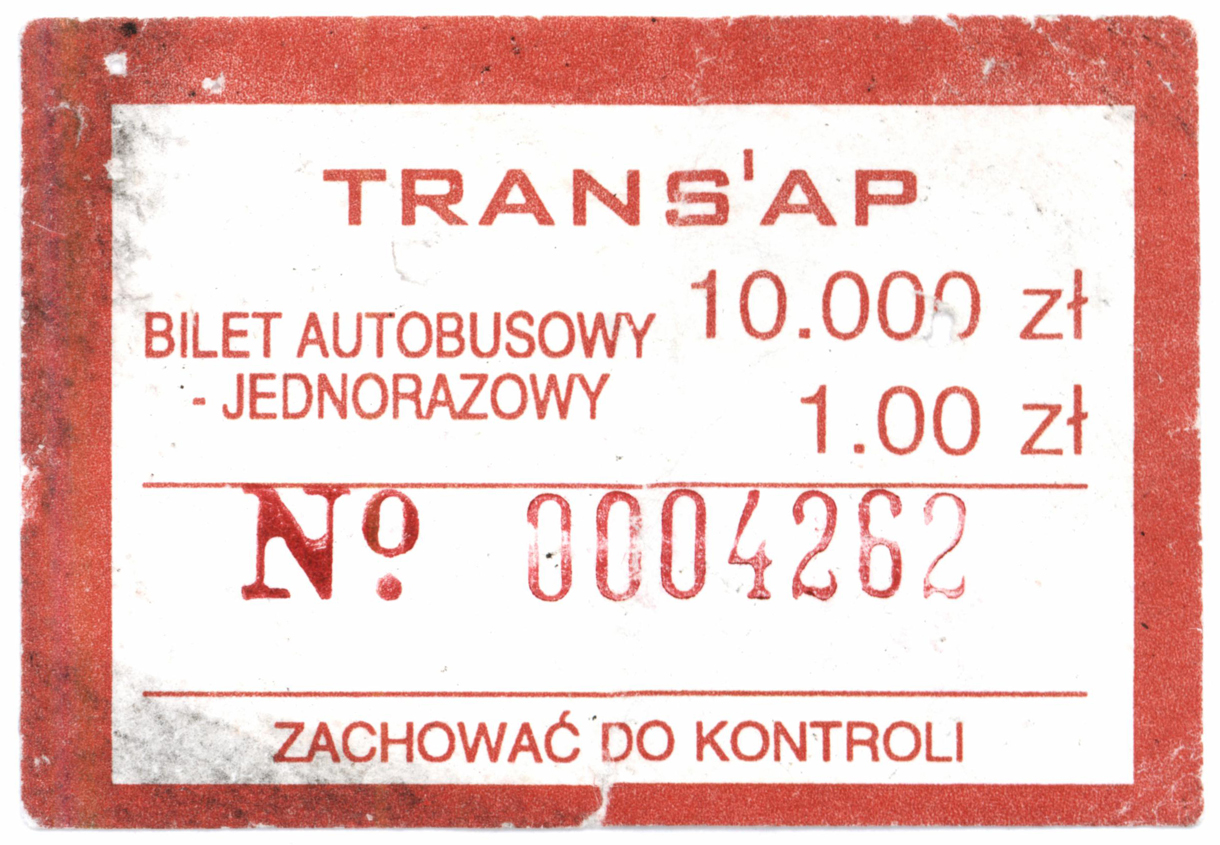 TRANS'AP
10.000 zł
BILET AUTOBUSOWY
- JEDNORAZOWY
1.00 zł
Nº 0004262
ZACHOWAĆ DO KONTROLI